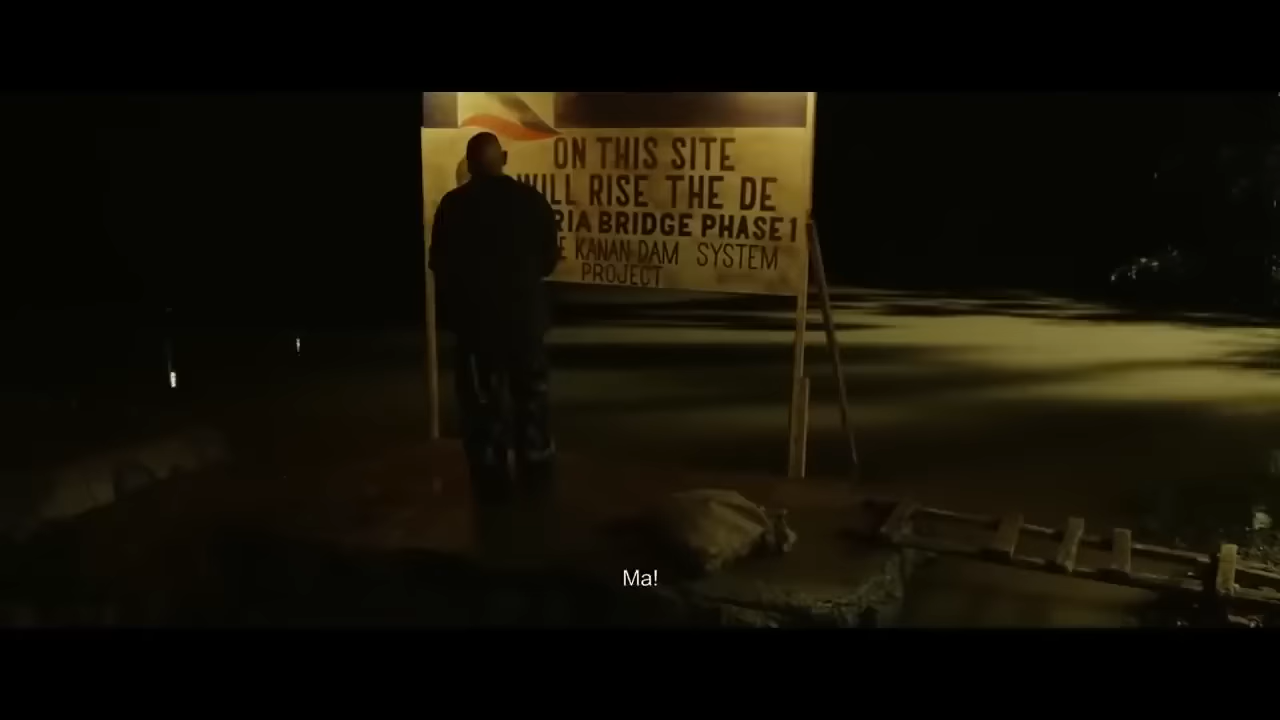 ON THIS SITE
WILL RISE THE DE
RIA BRIDGE PHASE 1
E KANAN DAM SYSTEM
PROJECT
Ma!